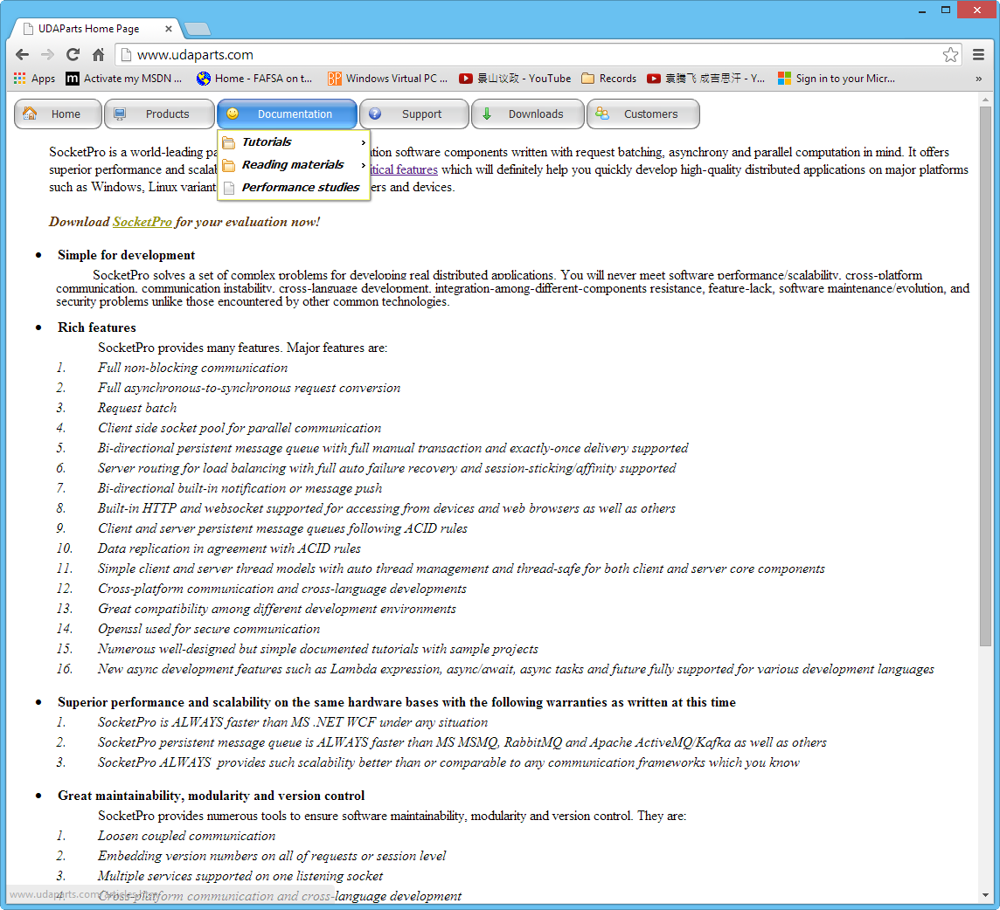 UDAParts Home Page
www.udaparts.com
Apps Activate my MSDN ... Home - FAFSA on t... Windows Virtual PC ... 景山议政 - YouTube Records 袁腾飞 成吉思汗 - Y... Sign in to your Micr... »
Home Products Documentation Support Downloads Customers
Tutorials
Reading materials
Performance studies
SocketPro is a world-leading pa tion software components written with request batching, asynchrony and parallel computation in mind. It offers
superior performance and scalab itical features which will definitely help you quickly develop high-quality distributed applications on major platforms
such as Windows, Linux variant ers and devices.
Download SocketPro for your evaluation now!
• Simple for development
SocketPro solves a set of complex problems for developing real distributed applications. You will never meet software performance/scalability, cross-platform
communication, communication instability, cross-language development, integration-among-different-components resistance, feature-lack, software maintenance/evolution, and
security problems unlike those encountered by other common technologies.
• Rich features
SocketPro provides many features. Major features are:
1. Full non-blocking communication
2. Full asynchronous-to-synchronous request conversion
3. Request batch
4. Client side socket pool for parallel communication
5. Bi-directional persistent message queue with full manual transaction and exactly-once delivery supported
6. Server routing for load balancing with full auto failure recovery and session-sticking/affinity supported
7. Bi-directional built-in notification or message push
8. Built-in HTTP and websocket supported for accessing from devices and web browsers as well as others
9. Client and server persistent message queues following ACID rules
10. Data replication in agreement with ACID rules
11. Simple client and server thread models with auto thread management and thread-safe for both client and server core components
12. Cross-platform communication and cross-language developments
13. Great compatibility among different development environments
14. Openssl used for secure communication
15. Numerous well-designed but simple documented tutorials with sample projects
16. New async development features such as Lambda expression, async/await, async tasks and future fully supported for various development languages
• Superior performance and scalability on the same hardware bases with the following warranties as written at this time
1. SocketPro is ALWAYS faster than MS .NET WCF under any situation
2. SocketPro persistent message queue is ALWAYS faster than MS MSMQ, RabbitMQ and Apache ActiveMQ/Kafka as well as others
3. SocketPro ALWAYS provides such scalability better than or comparable to any communication frameworks which you know
• Great maintainability, modularity and version control
SocketPro provides numerous tools to ensure software maintainability, modularity and version control. They are:
1. Loosen coupled communication
2. Embedding version numbers on all of requests or session level
3. Multiple services supported on one listening socket
4. Cross-platform communication and cross-language development
www.udaparts.com/articles.htm